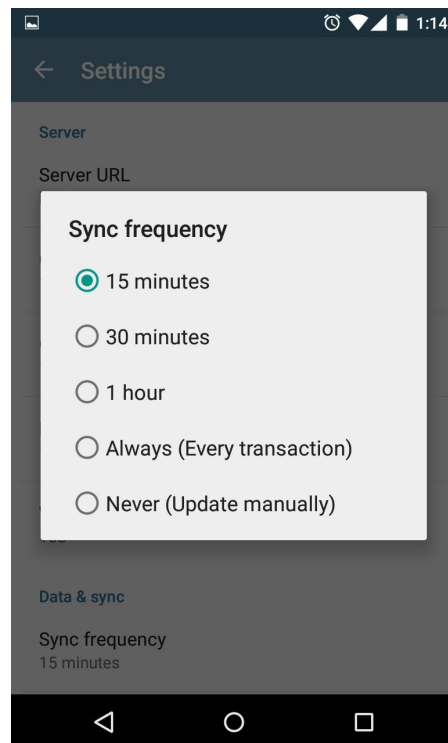 1:14
Settings
Server
Server URL
Sync frequency
15 minutes
30 minutes
1 hour
Always (Every transaction)
Never (Update manually)
Data & sync
Sync frequency
15 minutes